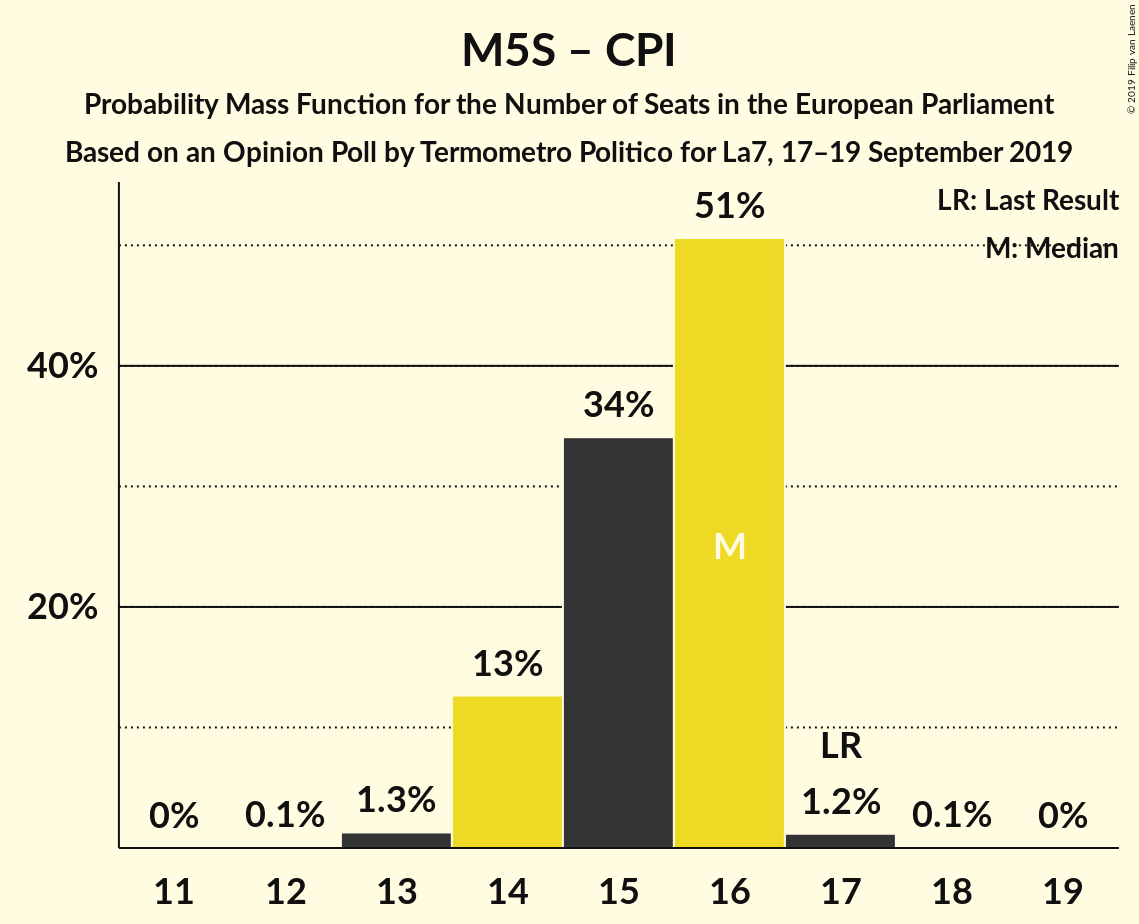 M5S – CPI
Probability Mass Function for the Number of Seats in the European Parliament
Based on an Opinion Poll by Termometro Politico for La7, 17–19 September 2019
© 2019 Filip van Laenen
LR: Last Result
M: Median
51%
40%
34%
M
20%
13%
LR
0%
0.1%
1.3%
1.2%
0.1%
0%
11 12 13 14 15 16 17 18 19